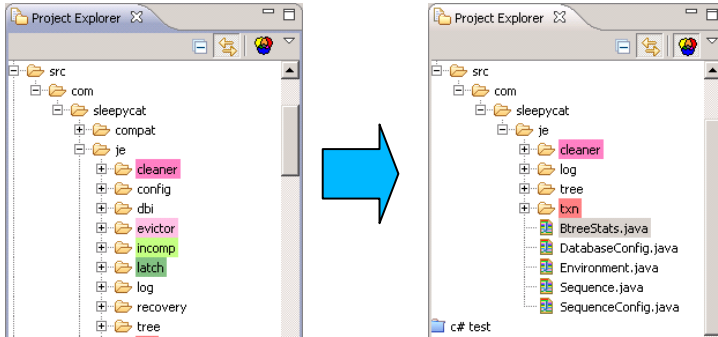 Project Explorer
src
com
sleepycat
compat
je
cleaner
config
dbi
evictor
incomp
latch
log
recovery
tree
Project Explorer
src
com
sleepycat
je
cleaner
log
tree
txn
BtreeStats.java
DatabaseConfig.java
Environment.java
Sequence.java
SequenceConfig.java
c# test